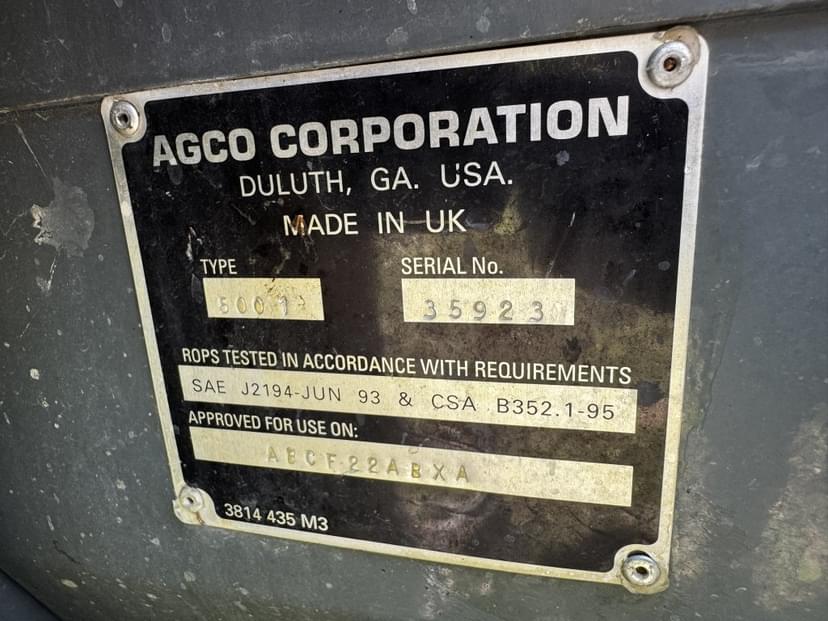 AGCO CORPORATION
DULUTH, GA. USA.
MADE IN UK
TYPE SERIAL No.
5001 35923
ROPS TESTED IN ACCORDANCE WITH REQUIREMENTS
SAE J2194-JUN 93 & CSA B352.1-95
APPROVED FOR USE ON:
ABCF22ABXA
3814 435 M3